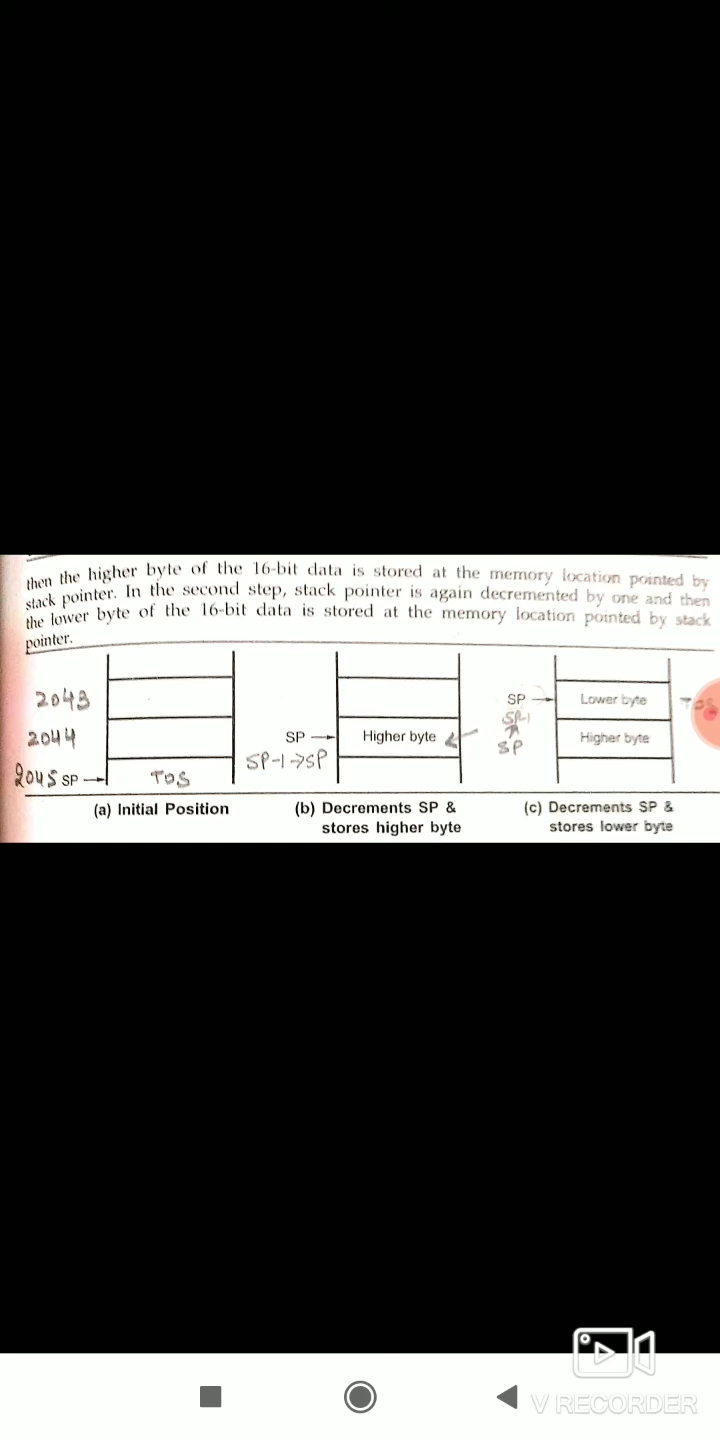 then the higher byte of the 16-bit data is stored at the memory location pointed by
stack pointer. In the second step, stack pointer is again decremented by one and then
the lower byte of the 16-bit data is stored at the memory location pointed by stack
pointer.
2043
SP Lower byte TOS
SP-1
2044
SP Higher byte
SP Higher byte
SP-1→SP
2045 SP TOS
(a) Initial Position
(b) Decrements SP &
stores higher byte
(c) Decrements SP &
stores lower byte
V RECORDER